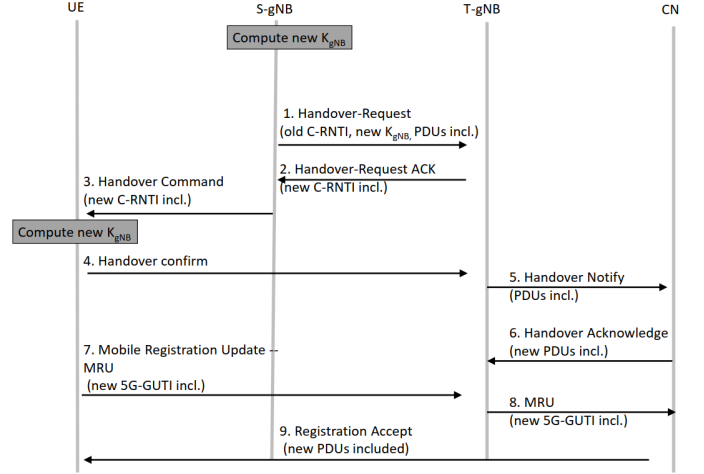 UE
S-gNB
T-gNB
CN
Compute new KgNB
1. Handover-Request
(old C-RNTI, new KgNB, PDUs incl.)
2. Handover-Request ACK
(new C-RNTI incl.)
3. Handover Command
(new C-RNTI incl.)
Compute new KgNB
4. Handover confirm
5. Handover Notify
(PDUs incl.)
6. Handover Acknowledge
(new PDUs incl.)
7. Mobile Registration Update --
MRU
(new 5G-GUTI incl.)
8. MRU
(new 5G-GUTI incl.)
9. Registration Accept
(new PDUs included)